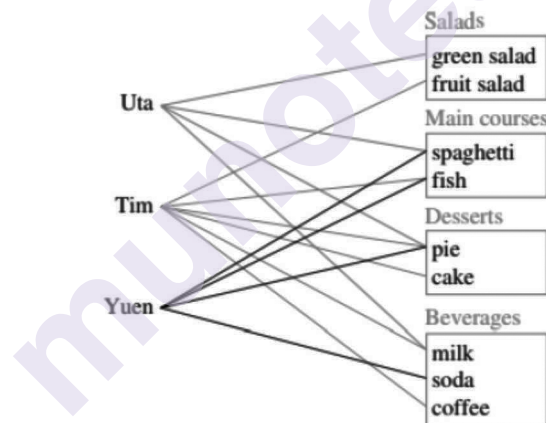 Salads
green salad
fruit salad
Uta
Main courses
spaghetti
fish
Tim
Desserts
pie
cake
Yuen
Beverages
milk
soda
coffee